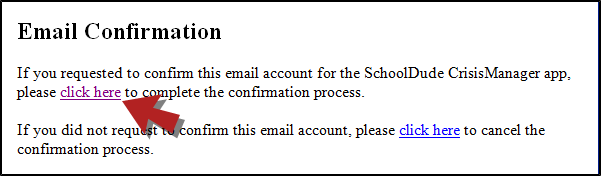 Email Confirmation
If you requested to confirm this email account for the SchoolDude CrisisManager app,
please click here to complete the confirmation process.
If you did not request to confirm this email account, please click here to cancel the
confirmation process.